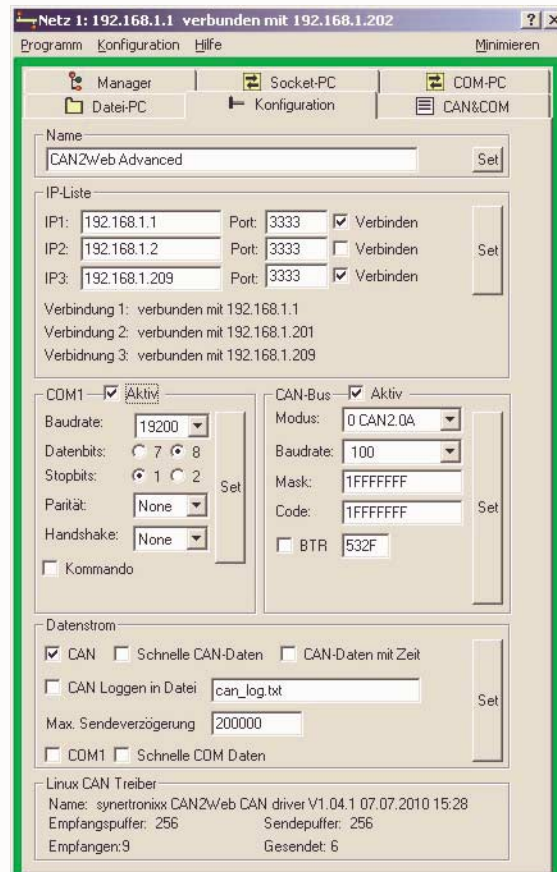 Netz 1: 192.168.1.1 verbunden mit 192.168.1.202
Programm Konfiguration Hilfe Minimieren
Manager Socket-PC COM-PC
Datei-PC Konfiguration CAN&COM
Name
CAN2Web Advanced Set
IP-Liste
IP1: 192.168.1.1 Port: 3333 Verbinden
IP2: 192.168.1.2 Port: 3333 Verbinden
Set
IP3: 192.168.1.209 Port: 3333 Verbinden
Verbindung 1: verbunden mit 192.168.1.1
Verbindung 2: verbunden mit 192.168.1.201
Verbidnung 3: verbunden mit 192.168.1.209
COM1 Aktiv
Baudrate: 19200
Datenbits: 7 8
Stopbits: 1 2
Set
Parität: None
Handshake: None
Kommando
CAN-Bus Aktiv
Modus: 0 CAN2.0A
Baudrate: 100
Mask: 1FFFFFFF
Code: 1FFFFFFF
Set
BTR 532F
Datenstrom
CAN Schnelle CAN-Daten CAN-Daten mit Zeit
CAN Loggen in Datei can_log.txt
Set
Max. Sendeverzögerung 200000
COM1 Schnelle COM Daten
Linux CAN Treiber
Name: synertronixx CAN2Web CAN driver V1.04.1 07.07.2010 15:28
Empfangspuffer: 256 Sendepuffer: 256
Empfangen:9 Gesendet: 6